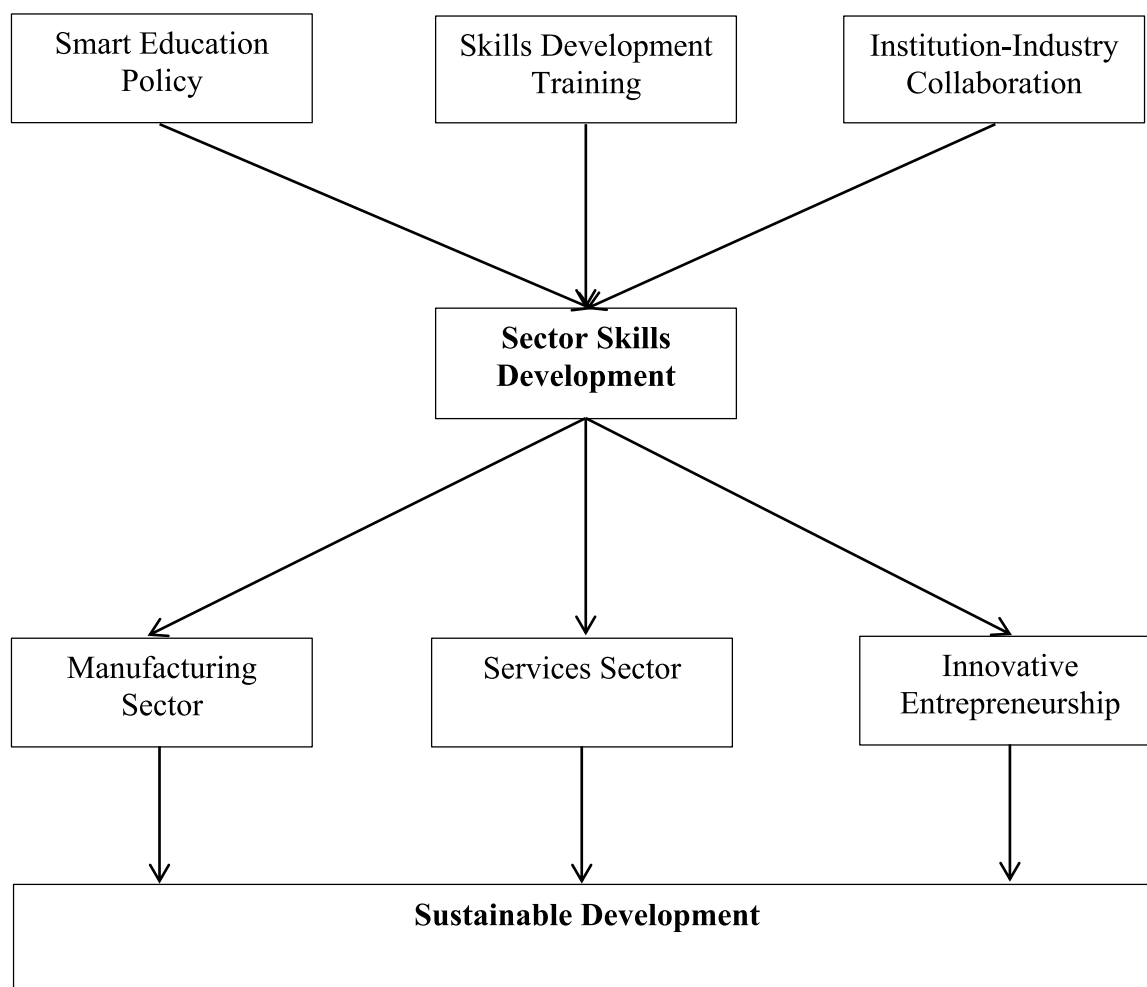 Smart Education
Policy
Skills Development
Training
Institution-Industry
Collaboration
Sector Skills
Development
Manufacturing
Sector
Services Sector
Innovative
Entrepreneurship
Sustainable Development